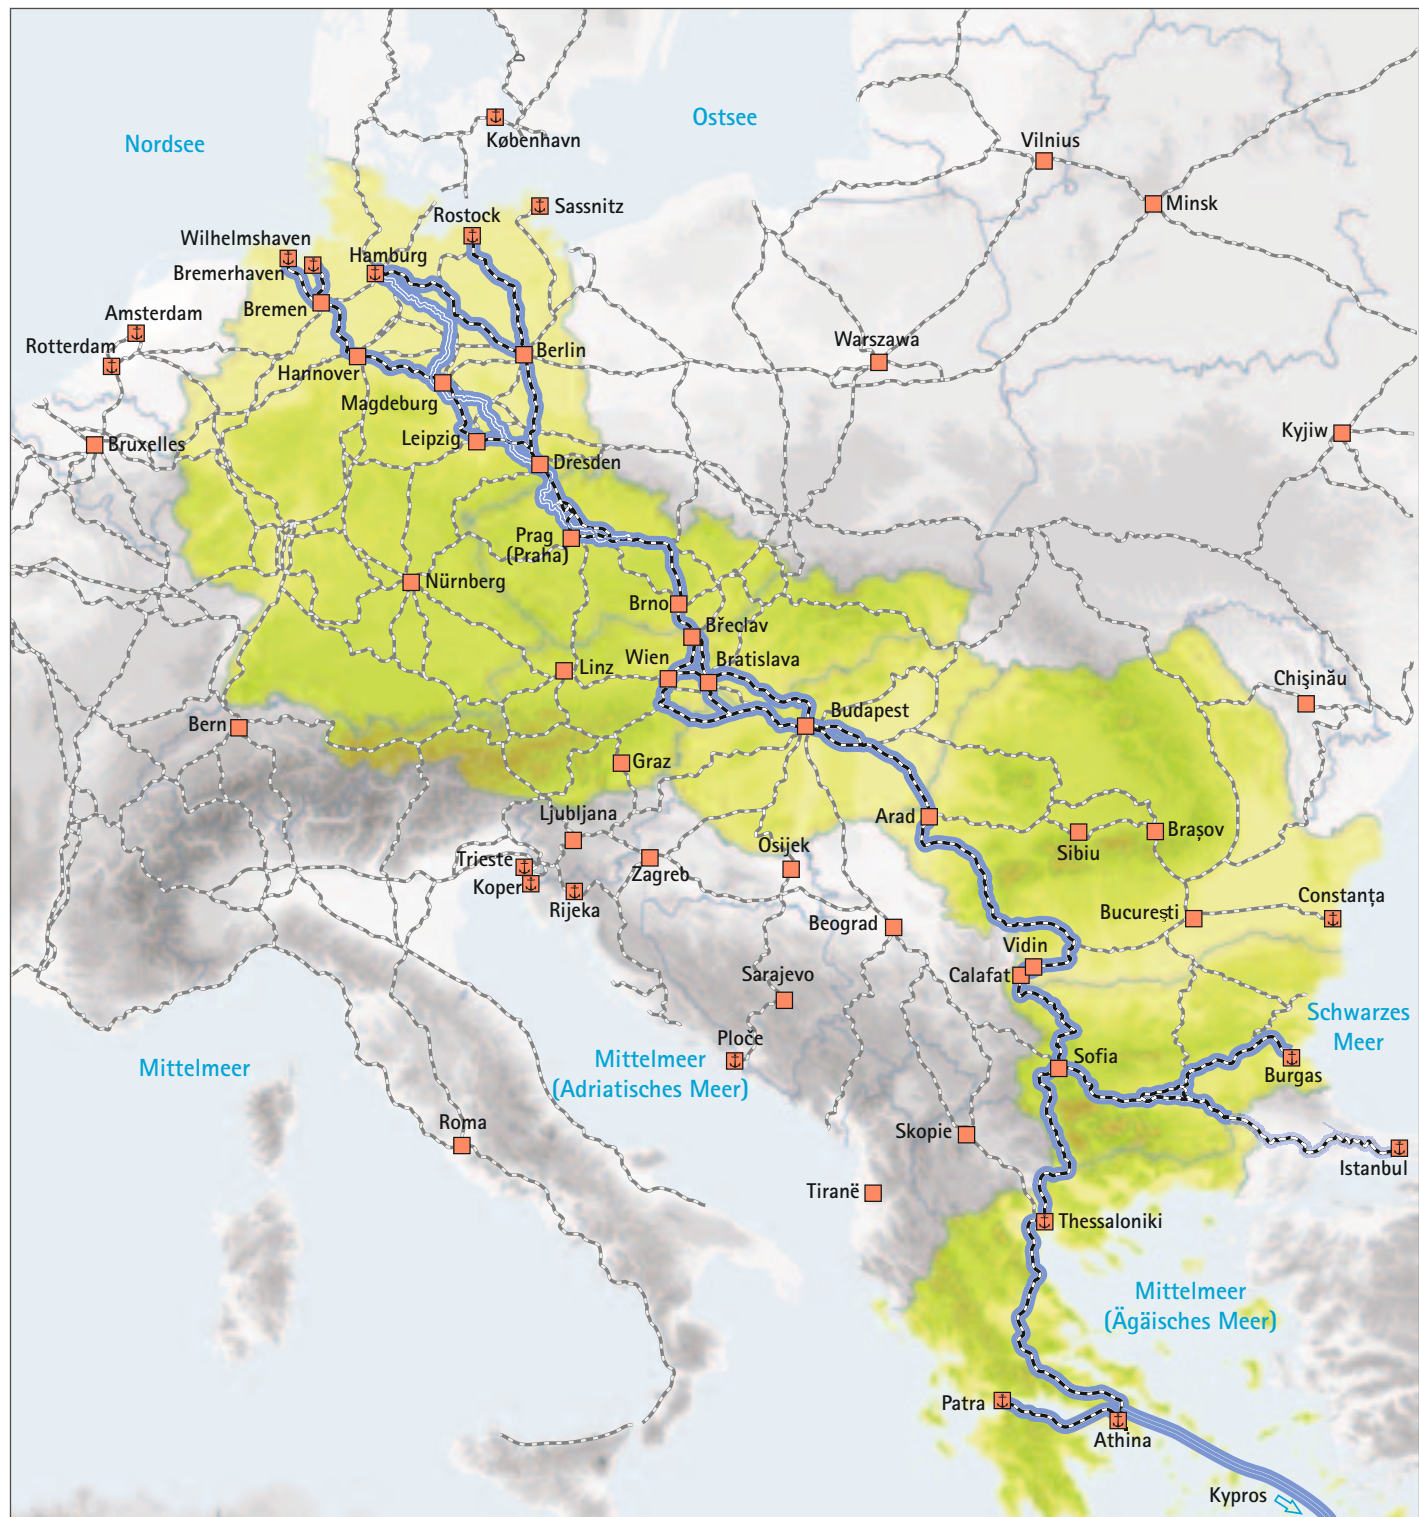 Ostsee
København
Nordsee
Vilnius
Minsk
Sassnitz
Rostock
Wilhelmshaven
Hamburg
Bremerhaven
Bremen
Amsterdam
Rotterdam
Berlin
Warszawa
Hannover
Magdeburg
Kyjiw
Leipzig
Bruxelles
Dresden
Prag
(Praha)
Nürnberg
Brno
Břeclav
Wien
Bratislava
Linz
Chişinău
Budapest
Bern
Graz
Ljubljana
Arad
Brașov
Osijek
Sibiu
Trieste
Zagreb
Koper
Rijeka
Constanța
Bucureşti
Beograd
Vidin
Sarajevo
Calafat
Schwarzes
Meer
Ploče
Sofia
Mittelmeer
Mittelmeer
(Adriatisches Meer)
Burgas
Roma
Skopie
Istanbul
Tiranë
Thessaloniki
Mittelmeer
(Ägäisches Meer)
Patra
Athina
Kypros